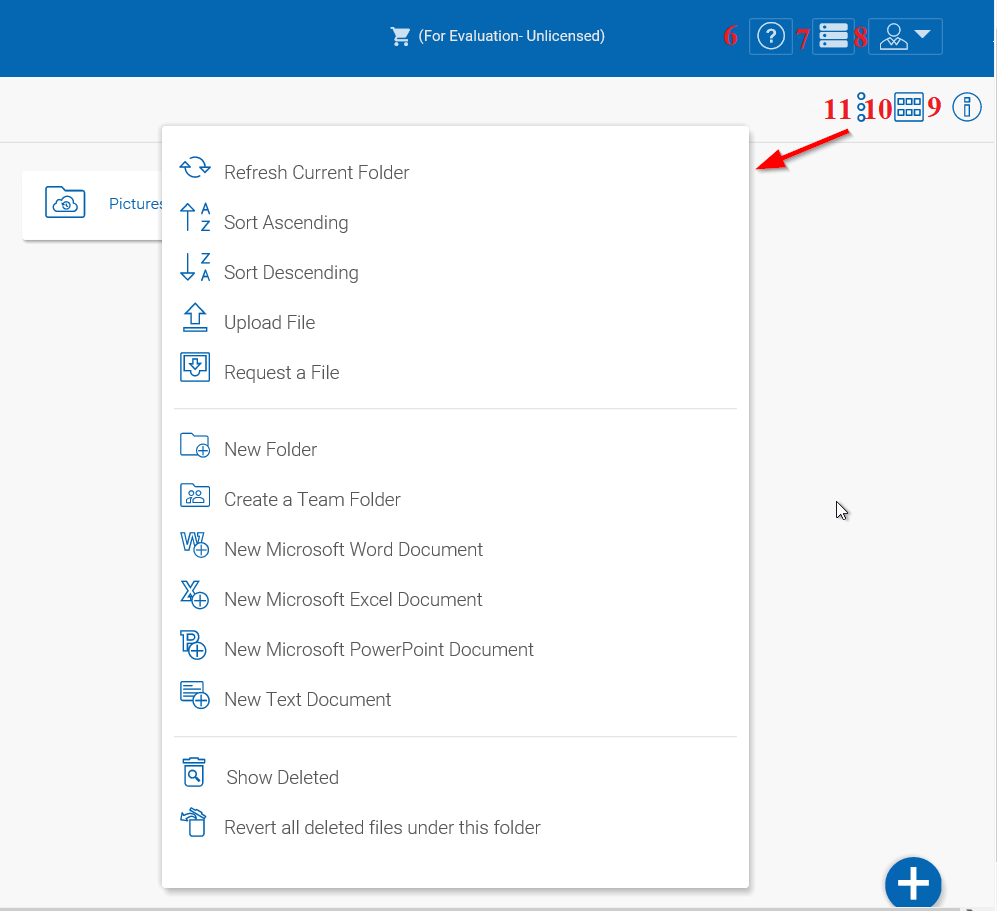 (For Evaluation- Unlicensed) 6 ? 7 8
11 10 9
Pictures
Refresh Current Folder
A Z Sort Ascending
Z A Sort Descending
Upload File
Request a File
New Folder
Create a Team Folder
New Microsoft Word Document
New Microsoft Excel Document
New Microsoft PowerPoint Document
New Text Document
Show Deleted
Revert all deleted files under this folder